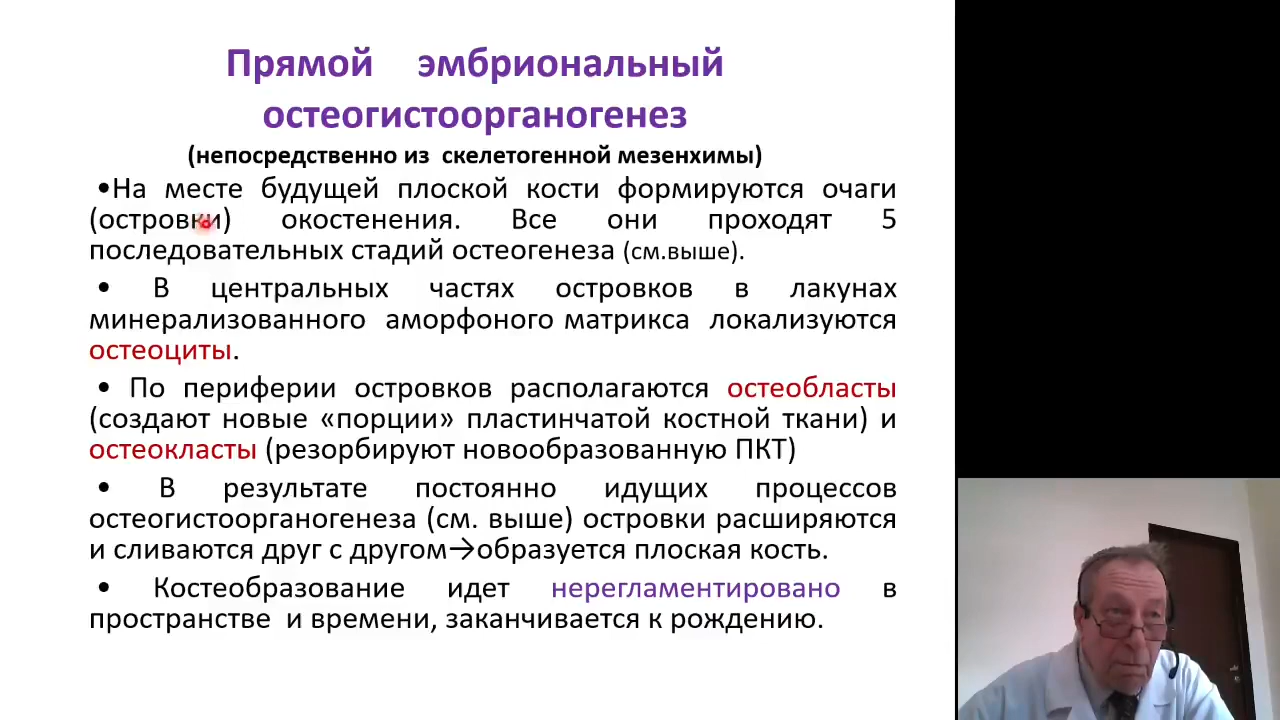 Прямой эмбриональный
остеогистоорганогенез
(непосредственно из скелетогенной мезенхимы)
•На месте будущей плоской кости формируются очаги
(островки) окостенения. Все они проходят 5
последовательных стадий остеогенеза (см.выше).
• В центральных частях островков в лакунах
минерализованного аморфоного матрикса локализуются
остеоциты.
• По периферии островков располагаются остеобласты
(создают новые «порции» пластинчатой костной ткани) и
остеокласты (резорбируют новообразованную ПКТ)
• В результате постоянно идущих процессов
остеогистоорганогенеза (см. выше) островки расширяются
и сливаются друг с другом→образуется плоская кость.
• Костеобразование идет нерегламентировано в
пространстве и времени, заканчивается к рождению.